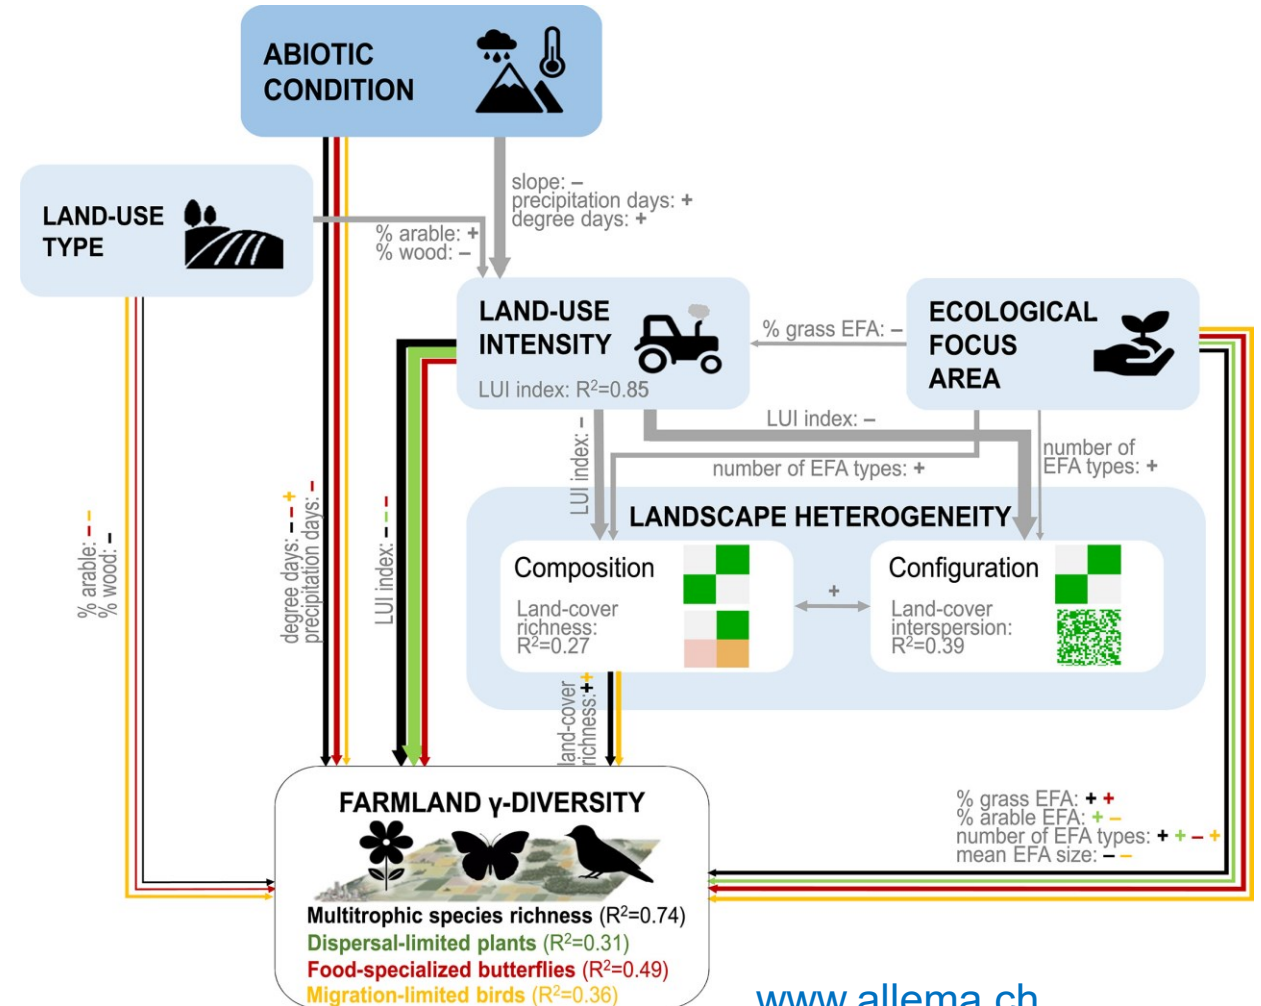 ABIOTIC
CONDITION
LAND-USE
TYPE
slope: –
precipitation days: +
degree days: +
% arable: +
% wood: –
LAND-USE
INTENSITY
LUI index: R²=0.85
% grass EFA: –
ECOLOGICAL
FOCUS
AREA
LUI index: –
LUI index: –
number of EFA types: +
number of
EFA types: +
LANDSCAPE HETEROGENEITY
Composition
Land-cover
richness:
R²=0.27
+
Configuration
Land-cover
interspersion:
R²=0.39
% arable: – –
% wood: –
degree days: – – +
precipitation days: –
LUI index: – – –
land-cover
richness: + +
% grass EFA: + +
% arable EFA: + –
number of EFA types: + + – +
mean EFA size: – –
FARMLAND γ-DIVERSITY
Multitrophic species richness (R²=0.74)
Dispersal-limited plants (R²=0.31)
Food-specialized butterflies (R²=0.49)
Migration-limited birds (R²=0.36)
www.allema.ch